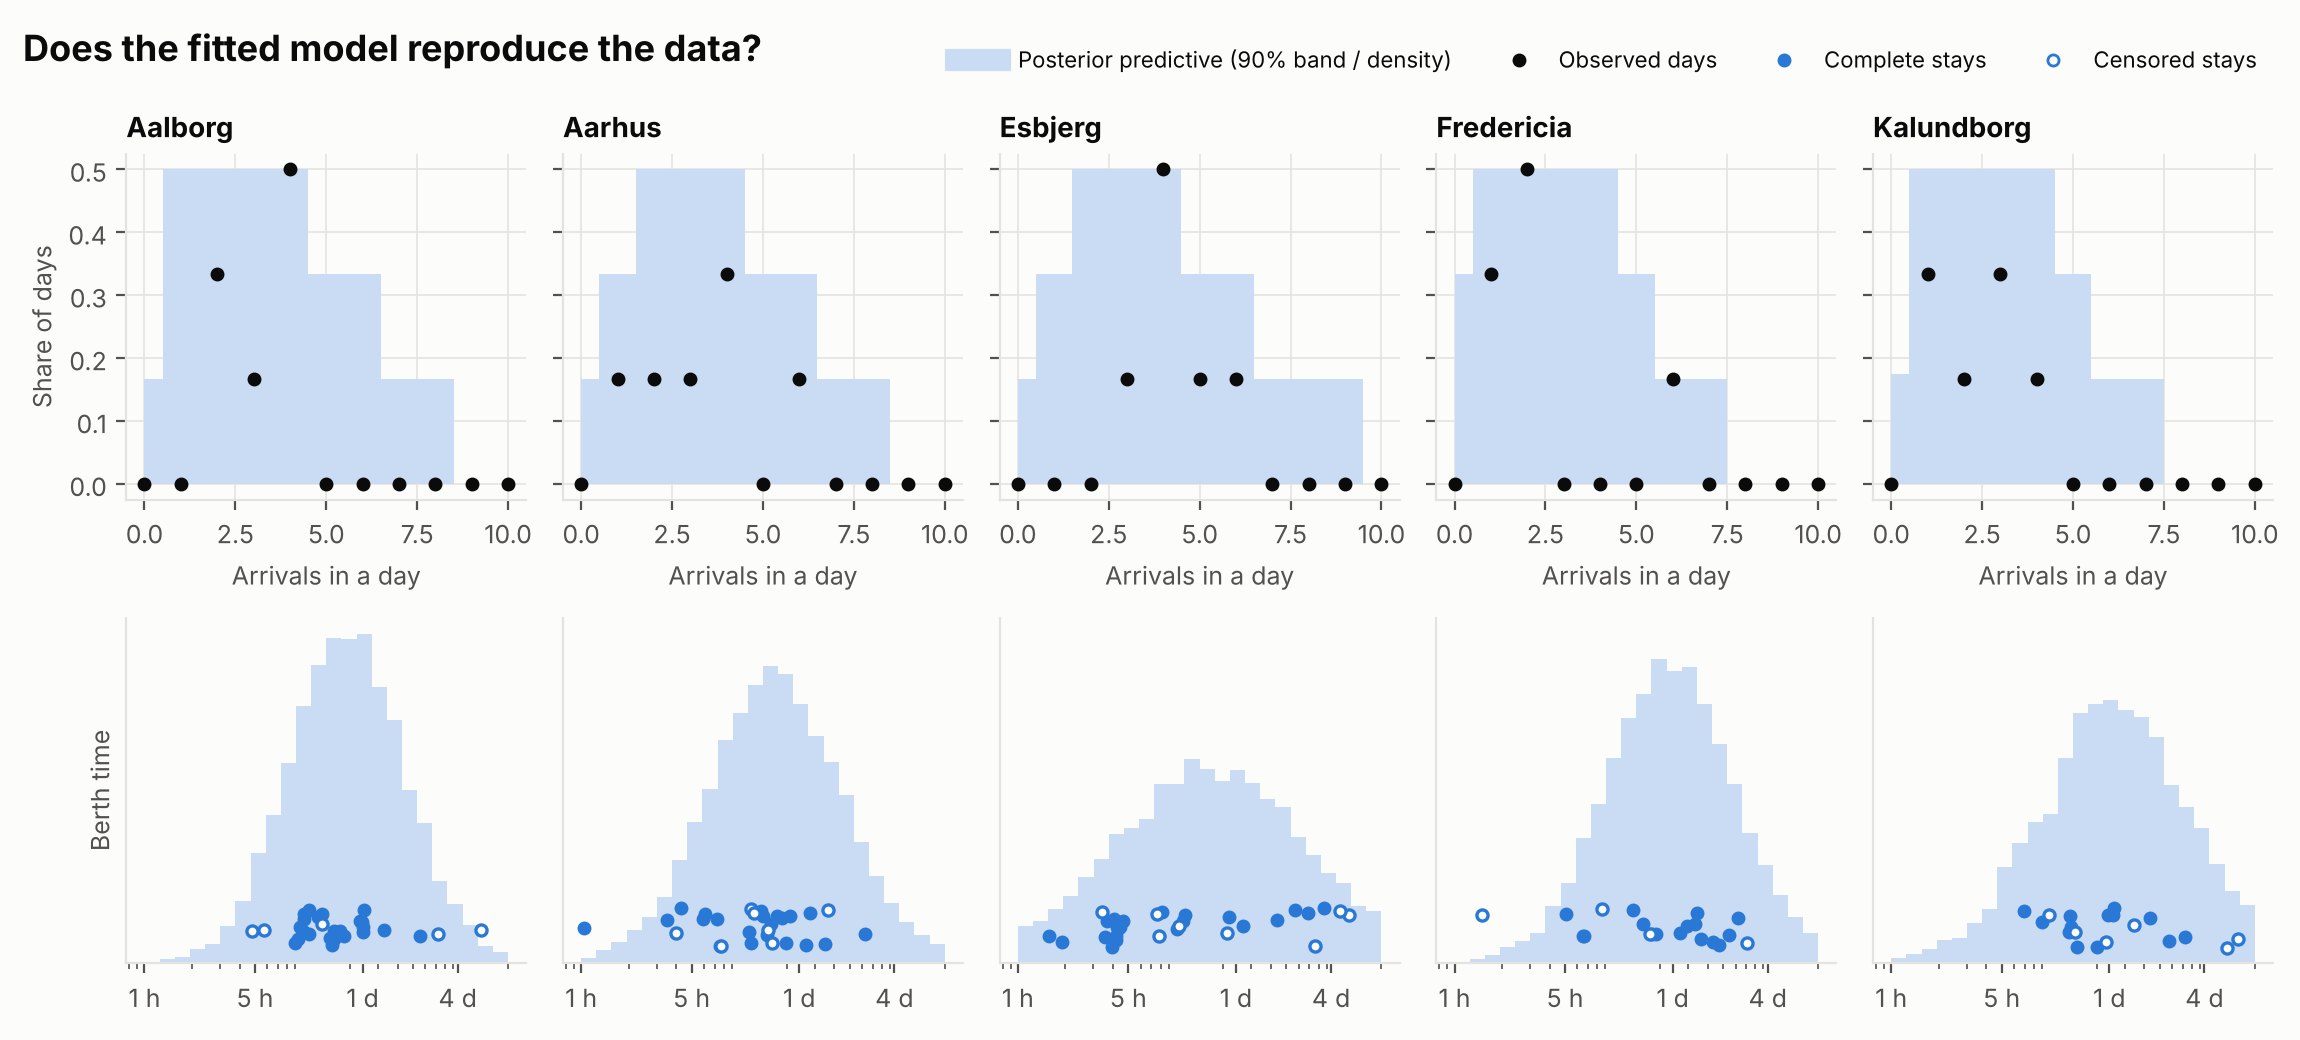 Does the fitted model reproduce the data?
Posterior predictive (90% band / density) Observed days Complete stays Censored stays
Aalborg Aarhus Esbjerg Fredericia Kalundborg
Share of days
0.5
0.4
0.3
0.2
0.1
0.0
0.0 2.5 5.0 7.5 10.0 0.0 2.5 5.0 7.5 10.0 0.0 2.5 5.0 7.5 10.0 0.0 2.5 5.0 7.5 10.0 0.0 2.5 5.0 7.5 10.0
Arrivals in a day Arrivals in a day Arrivals in a day Arrivals in a day Arrivals in a day
Berth time
1 h 5 h 1 d 4 d 1 h 5 h 1 d 4 d 1 h 5 h 1 d 4 d 1 h 5 h 1 d 4 d 1 h 5 h 1 d 4 d